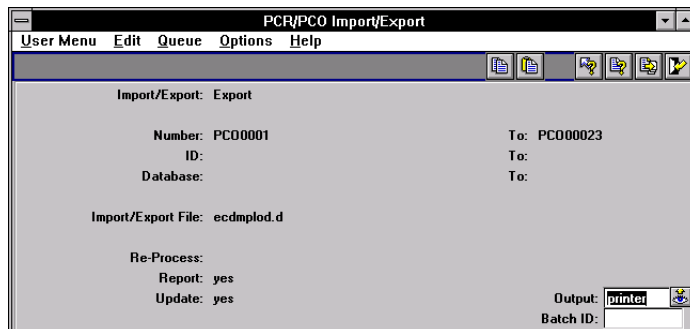 PCR/PCO Import/Export
User Menu Edit Queue Options Help
Import/Export: Export
Number: PCO0001 To: PCO00023
ID: To:
Database: To:
Import/Export File: ecdmplod.d
Re-Process:
Report: yes
Update: yes Output: printer
Batch ID: